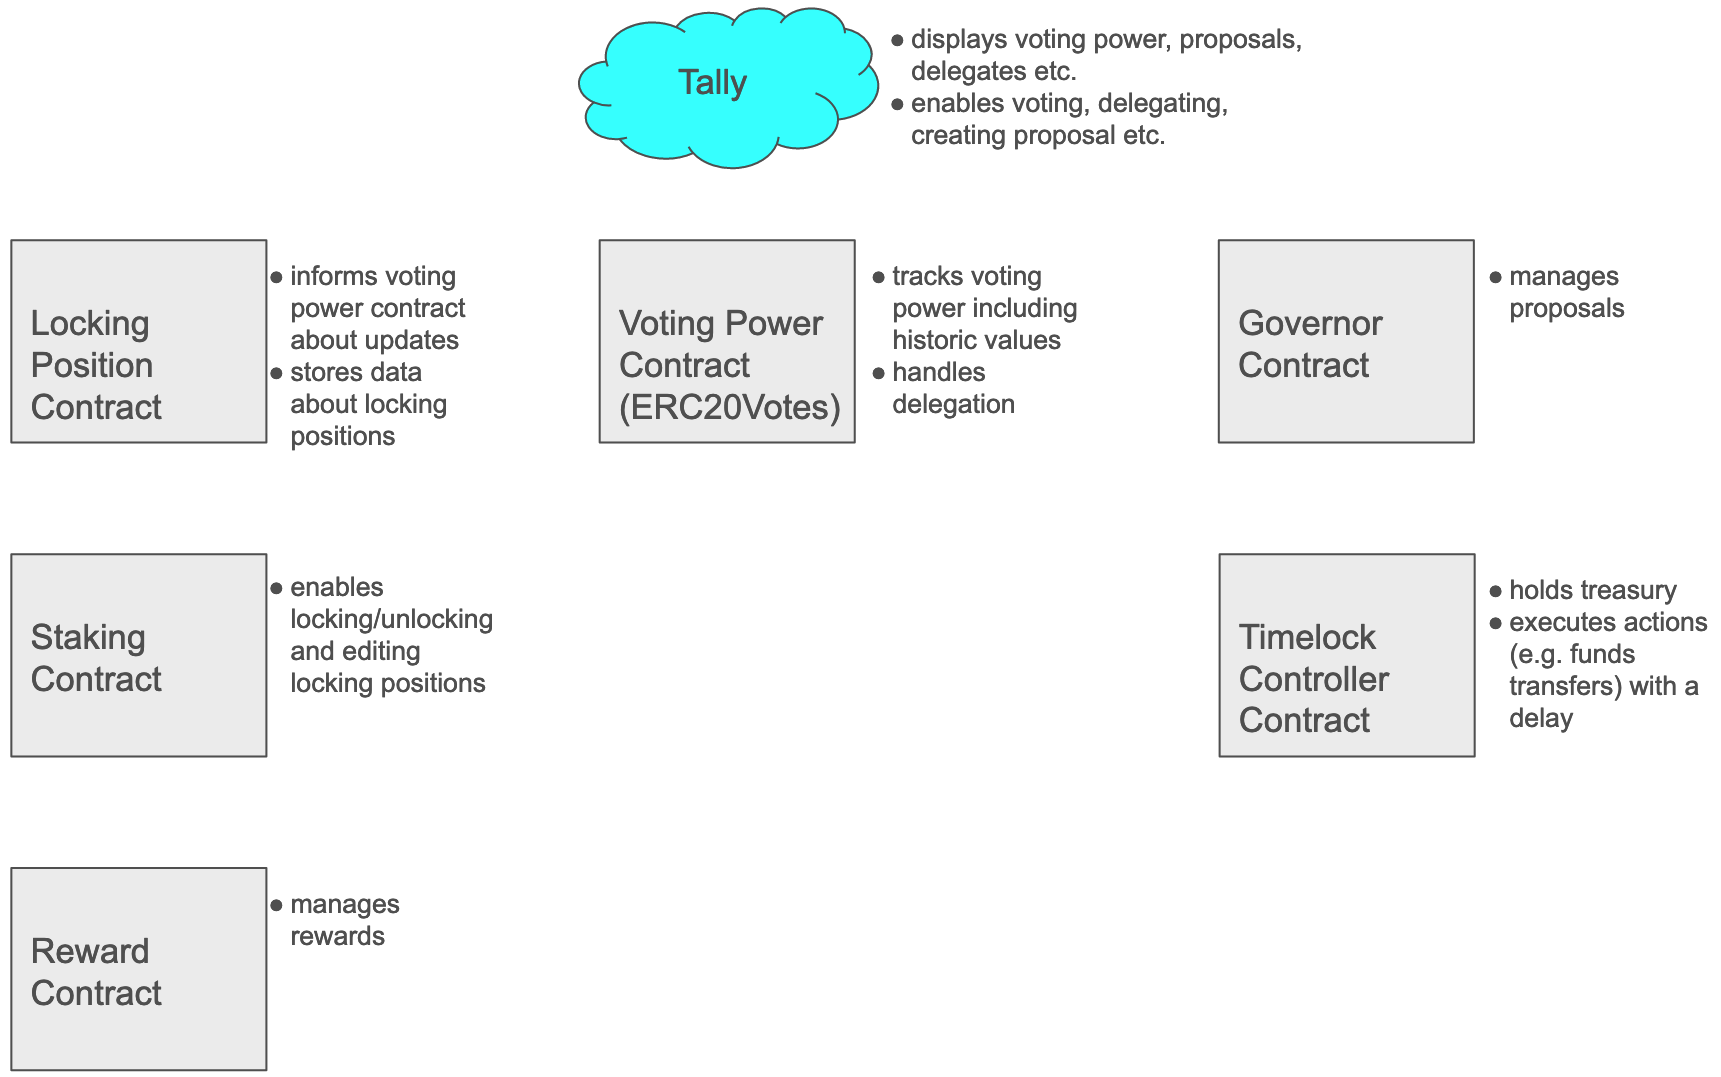 Tally
● displays voting power, proposals,
delegates etc.
● enables voting, delegating,
creating proposal etc.
Locking
Position
Contract
● informs voting
power contract
about updates
● stores data
about locking
positions
Voting Power
Contract
(ERC20Votes)
● tracks voting
power including
historic values
● handles
delegation
Governor
Contract
● manages
proposals
Staking
Contract
● enables
locking/unlocking
and editing
locking positions
Timelock
Controller
Contract
● holds treasury
● executes actions
(e.g. funds
transfers) with a
delay
Reward
Contract
● manages
rewards